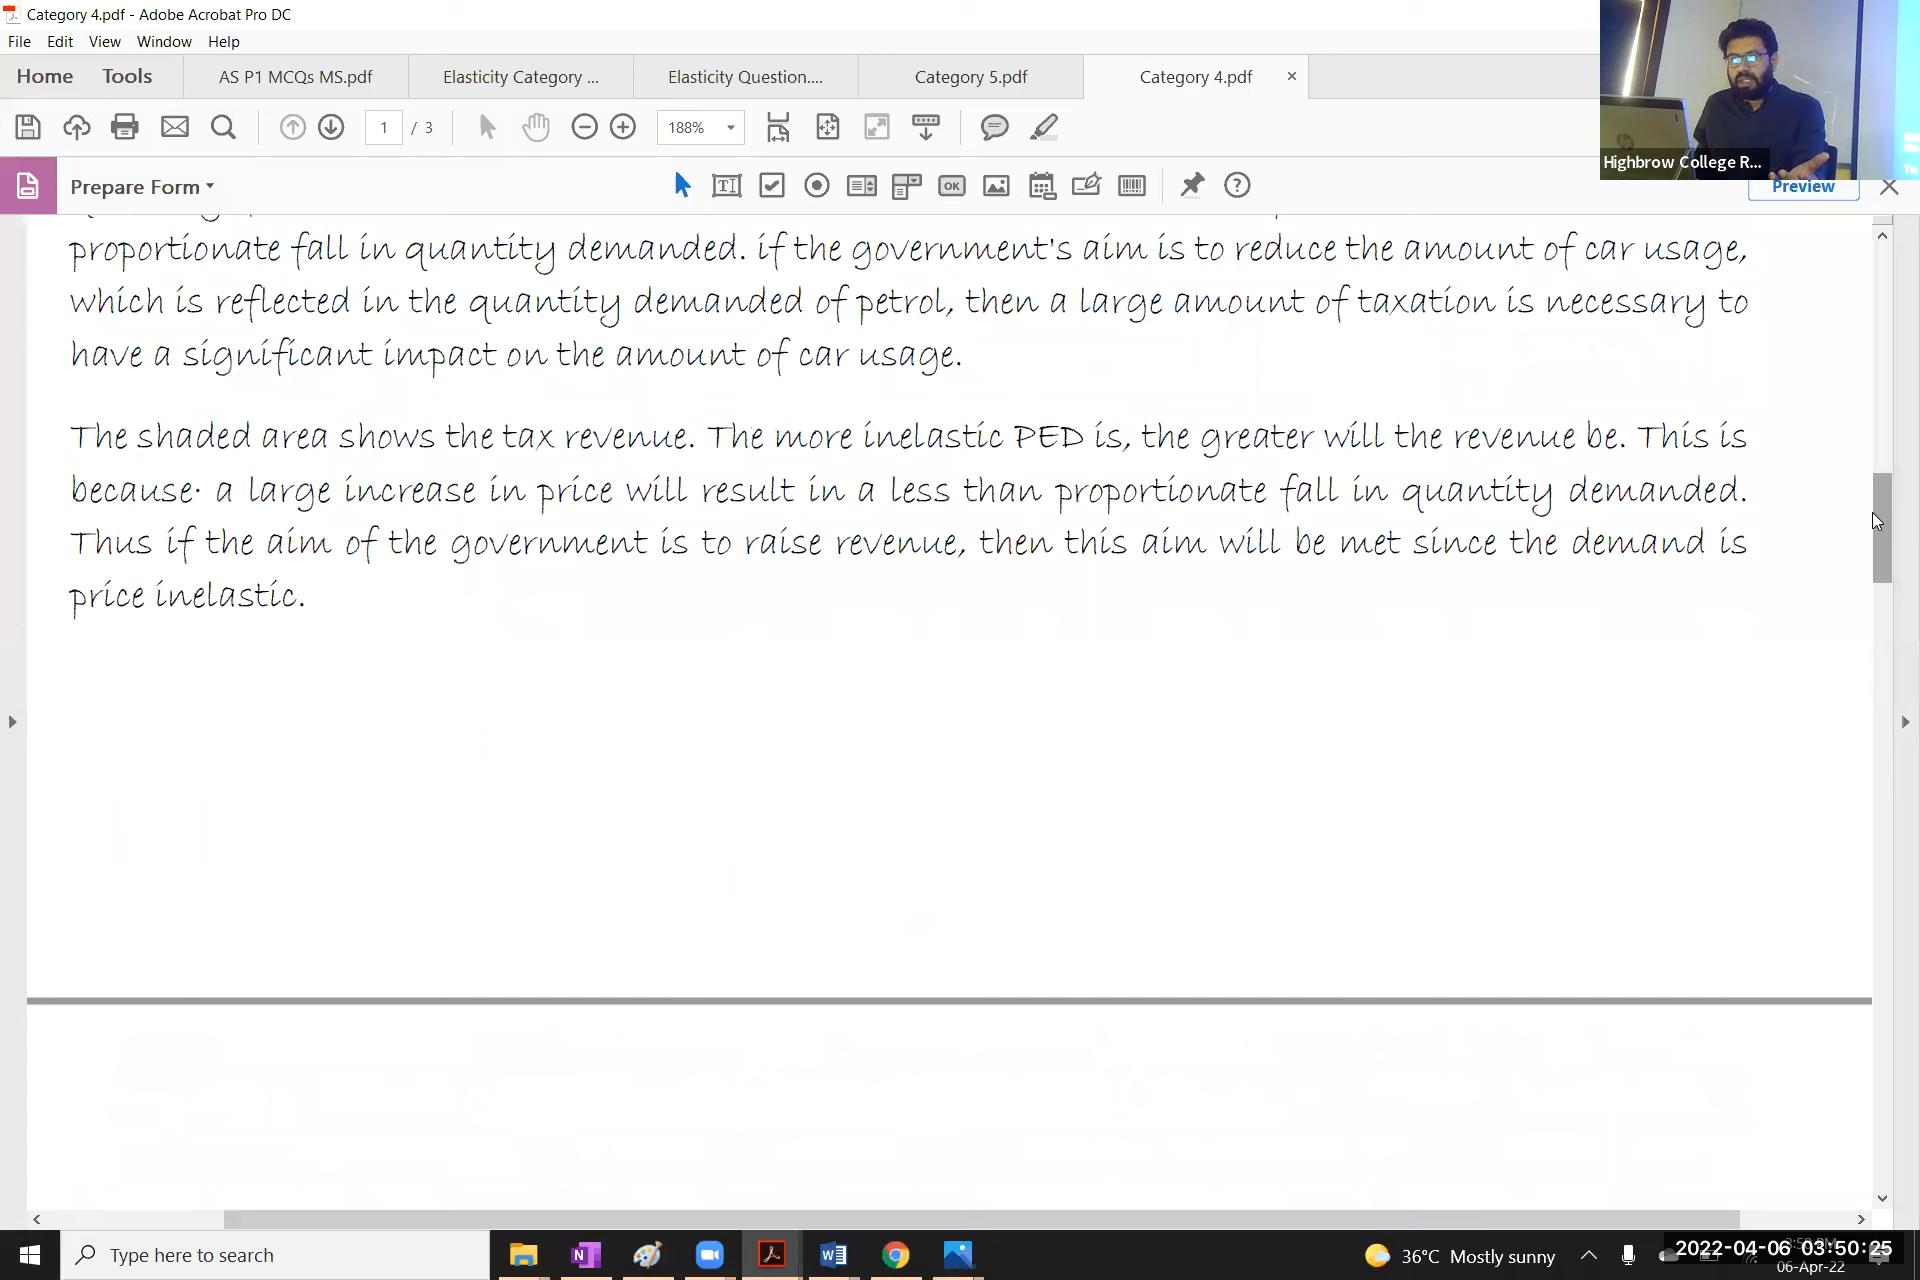 Category 4.pdf - Adobe Acrobat Pro DC
File Edit View Window Help
Home Tools AS P1 MCQs MS.pdf Elasticity Category ... Elasticity Question.... Category 5.pdf Category 4.pdf
1 / 3 188%
Highbrow College R...
Prepare Form
OK
Preview
proportionate fall in quantity demanded. if the government's aim is to reduce the amount of car usage,
which is reflected in the quantity demanded of petrol, then a large amount of taxation is necessary to
have a significant impact on the amount of car usage.
The shaded area shows the tax revenue. The more inelastic PED is, the greater will the revenue be. This is
because· a large increase in price will result in a less than proportionate fall in quantity demanded.
Thus if the aim of the government is to raise revenue, then this aim will be met since the demand is
price inelastic.
Type here to search
36°C Mostly sunny
2022-04-06 03:50:25
06-Apr-22